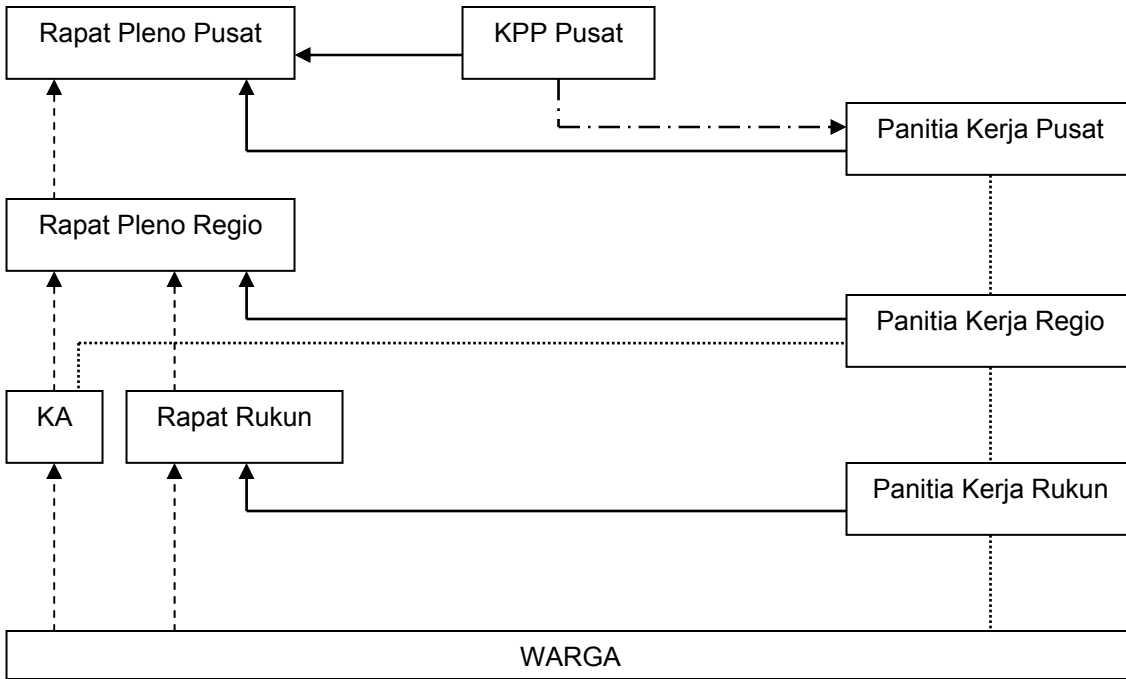 Rapat Pleno Pusat
KPP Pusat
Panitia Kerja Pusat
Rapat Pleno Regio
Panitia Kerja Regio
KA
Rapat Rukun
Panitia Kerja Rukun
WARGA